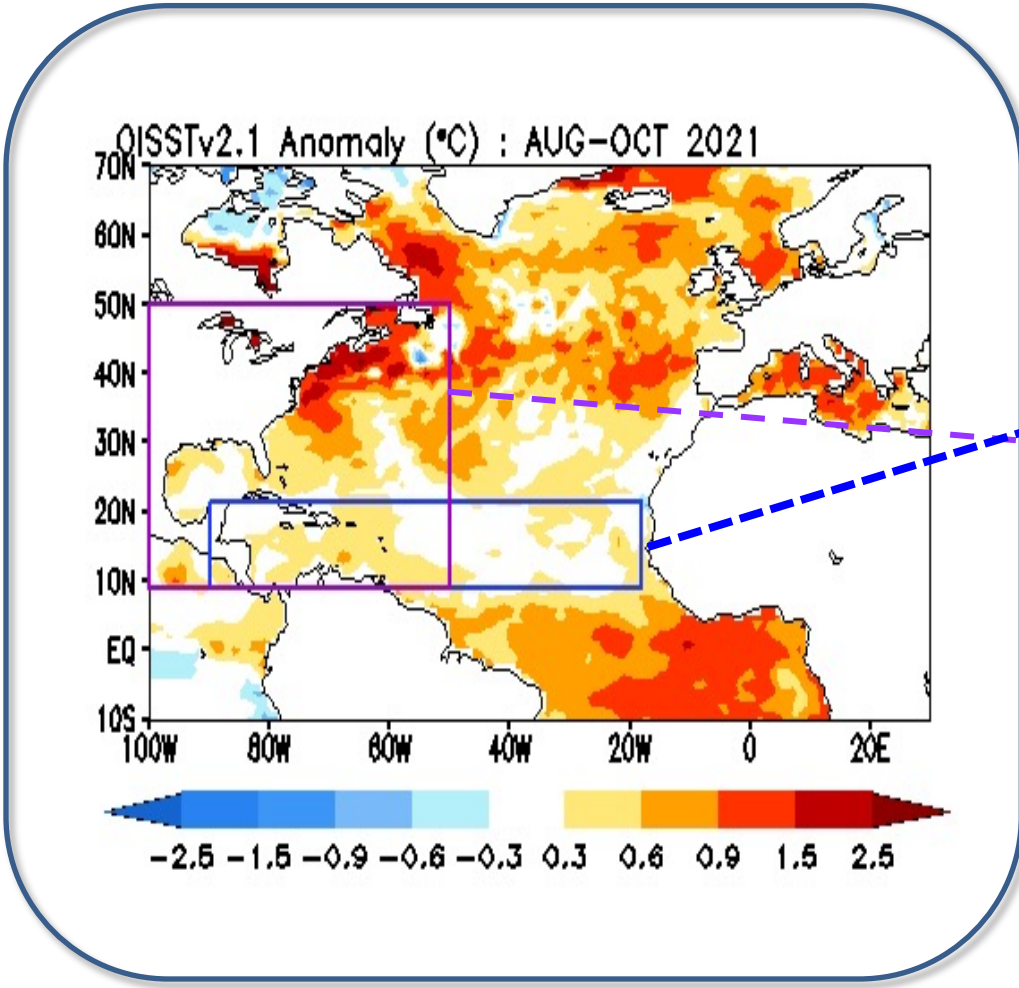 OISSTv2.1 Anomaly (°C) : AUG-OCT 2021
70N
60N
50N
40N
30N
20N
10N
EQ
10S
100W 80W 60W 40W 20W 0 20E
-2.5 -1.5 -0.9 -0.6 -0.3 0.3 0.6 0.9 1.5 2.5